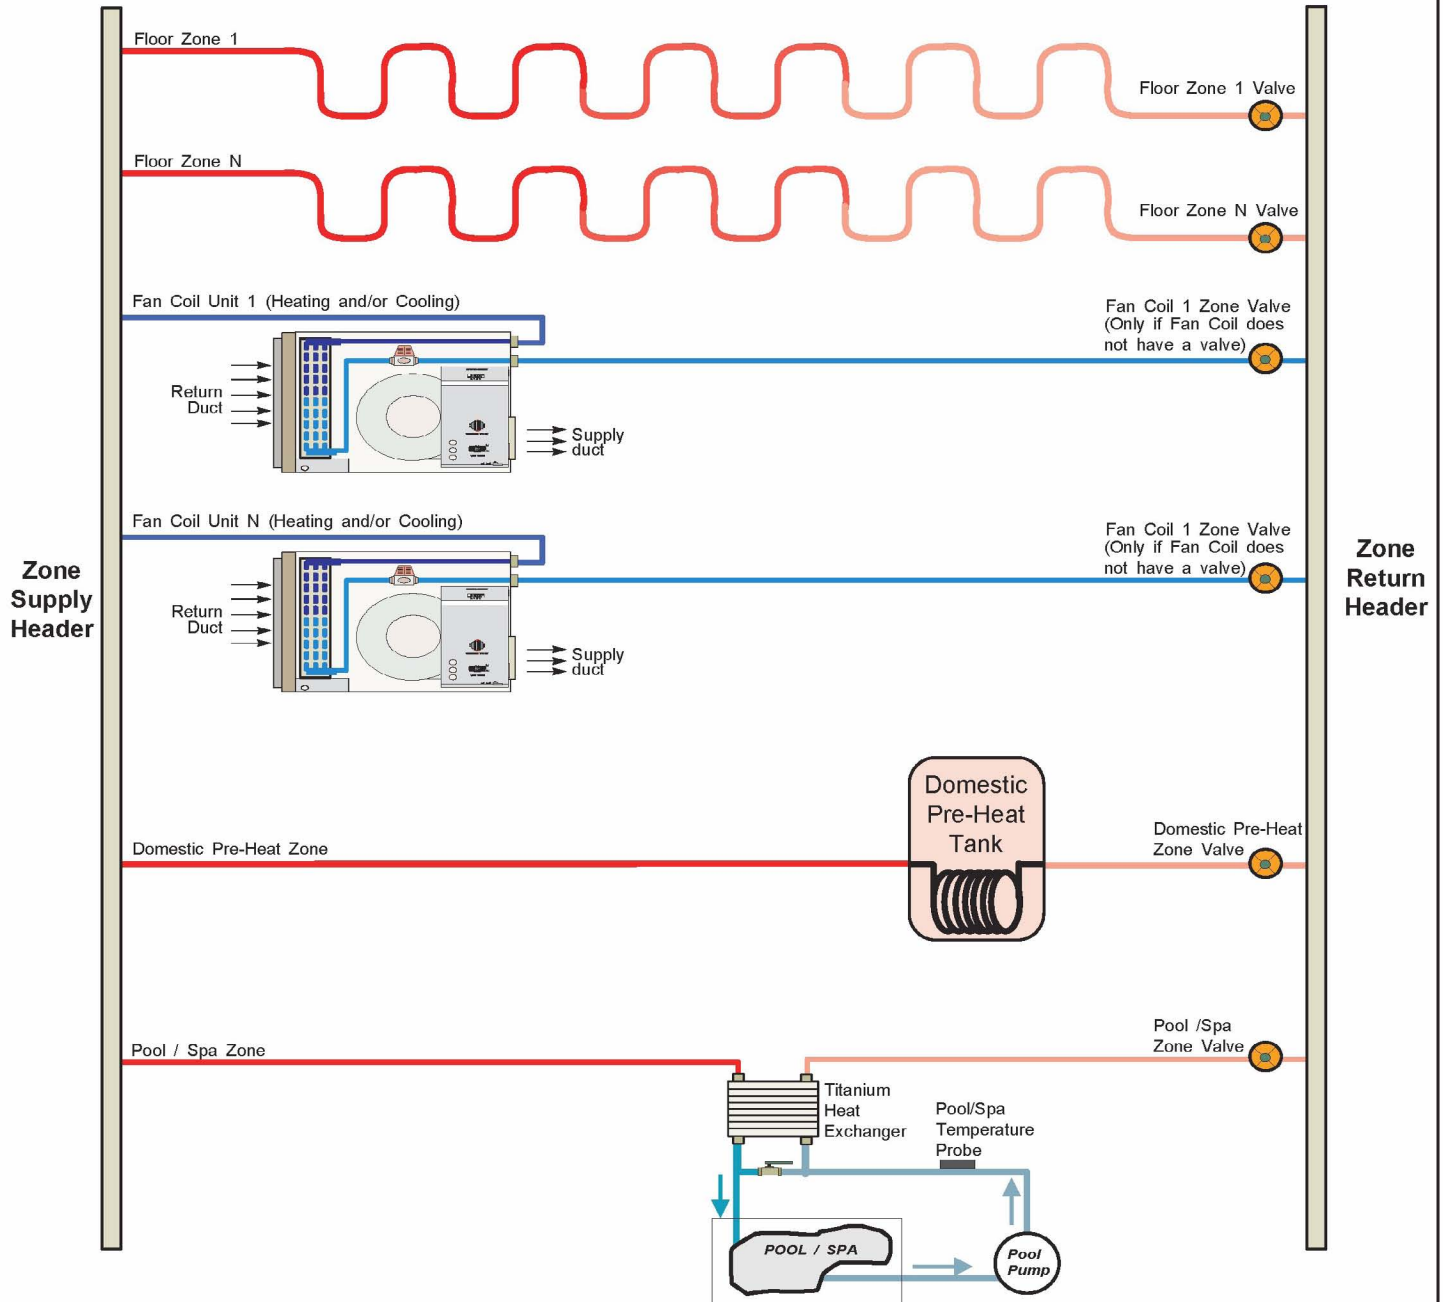 Floor Zone 1
Floor Zone 1 Valve
Floor Zone N
Floor Zone N Valve
Fan Coil Unit 1 (Heating and/or Cooling)
Fan Coil 1 Zone Valve
(Only if Fan Coil does
not have a valve)
Return
Duct
Supply
duct
Fan Coil Unit N (Heating and/or Cooling)
Fan Coil 1 Zone Valve
(Only if Fan Coil does
not have a valve)
Zone
Supply
Header
Zone
Return
Header
Return
Duct
Supply
duct
Domestic
Pre-Heat
Tank
Domestic Pre-Heat Zone
Domestic Pre-Heat
Zone Valve
Pool / Spa Zone
Pool /Spa
Zone Valve
Titanium
Heat
Exchanger
Pool/Spa
Temperature
Probe
POOL / SPA
Pool
Pump